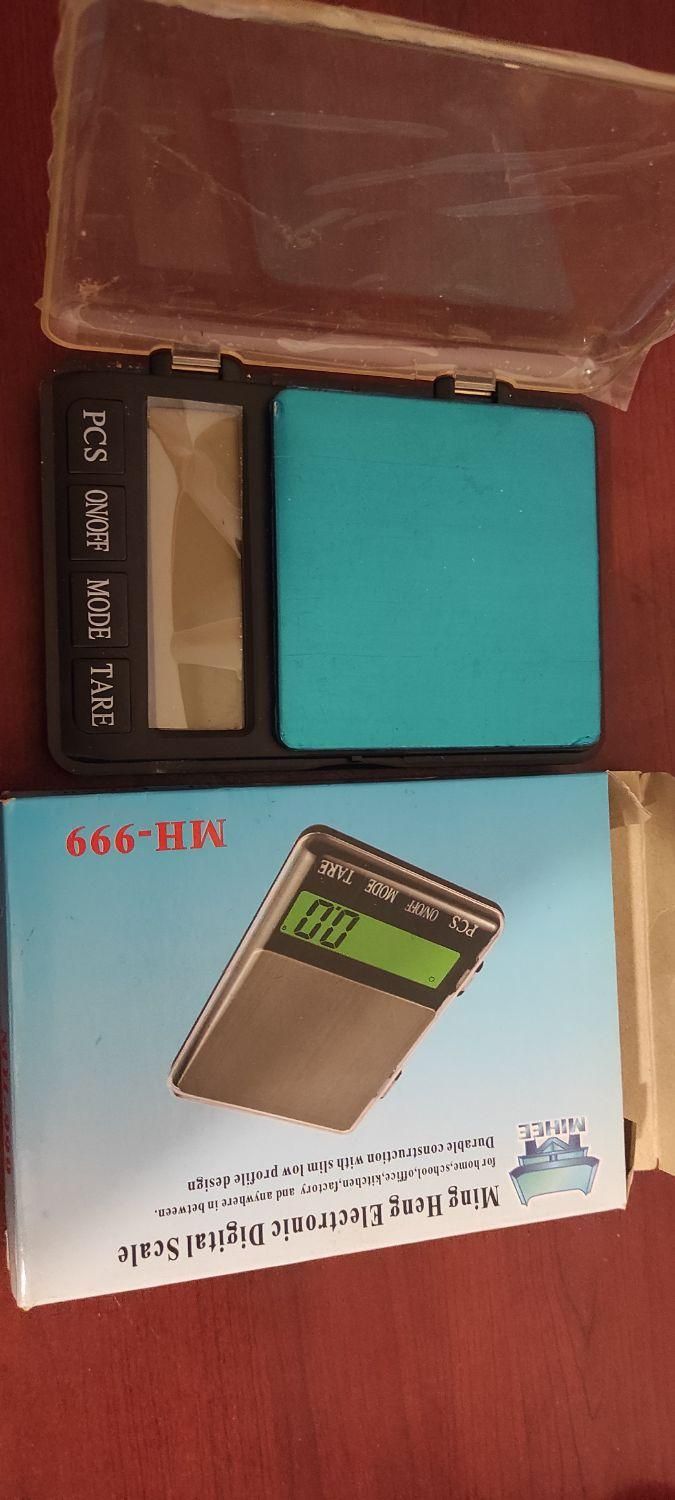 PCS
ON/OFF
MODE
TARE
MIHEE
Ming Heng Electronic Digital Scale
for home,school,office,kitchen,factory and anywhere in between.
Durable construction with slim low profile design
PCS
ON/OFF
MODE
TARE
0.0
MH-999